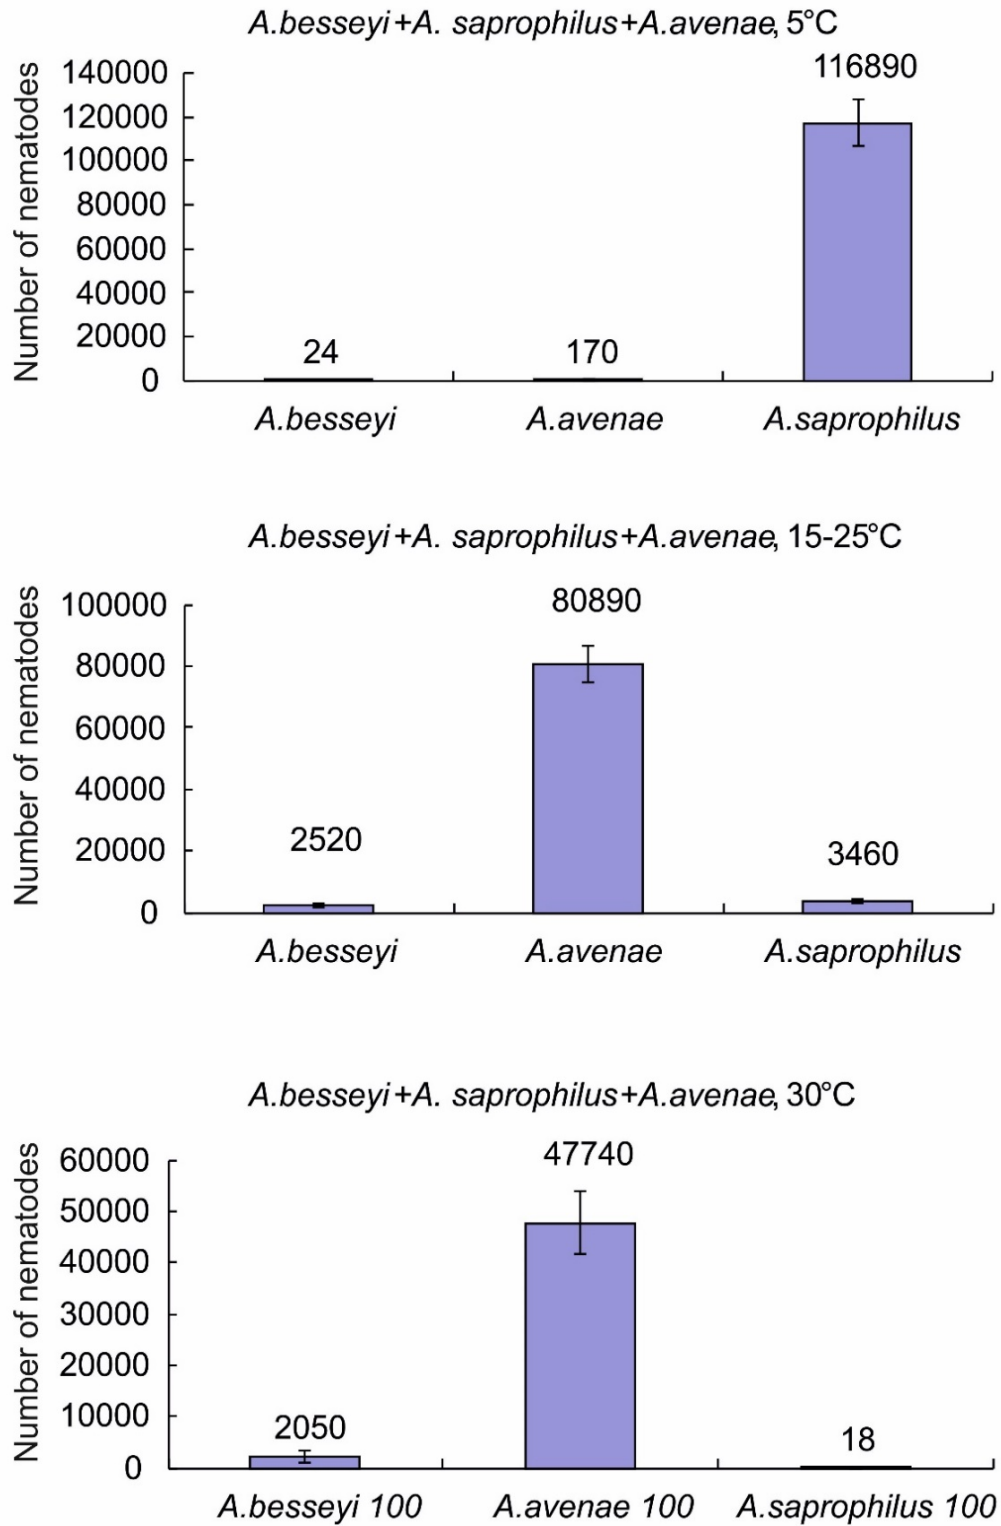 A.besseyi+A. saprophilus+A.avenae, 5°C
Number of nematodes
140000
120000
100000
80000
60000
40000
20000
0
24
170
116890
A.besseyi
A.avenae
A.saprophilus
A.besseyi+A. saprophilus+A.avenae, 15-25°C
Number of nematodes
100000
80000
60000
40000
20000
0
2520
80890
3460
A.besseyi
A.avenae
A.saprophilus
A.besseyi+A. saprophilus+A.avenae, 30°C
Number of nematodes
60000
50000
40000
30000
20000
10000
0
2050
47740
18
A.besseyi 100
A.avenae 100
A.saprophilus 100